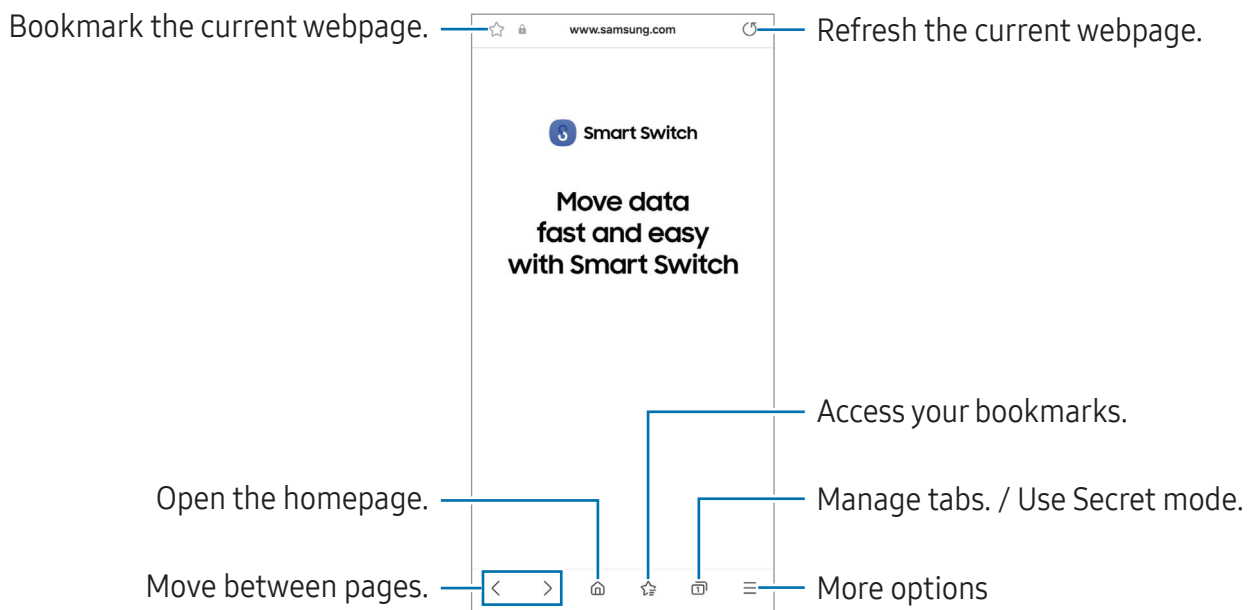 Bookmark the current webpage.
www.samsung.com
Refresh the current webpage.
Smart Switch
Move data
fast and easy
with Smart Switch
Access your bookmarks.
Open the homepage.
Manage tabs. / Use Secret mode.
Move between pages.
1
More options